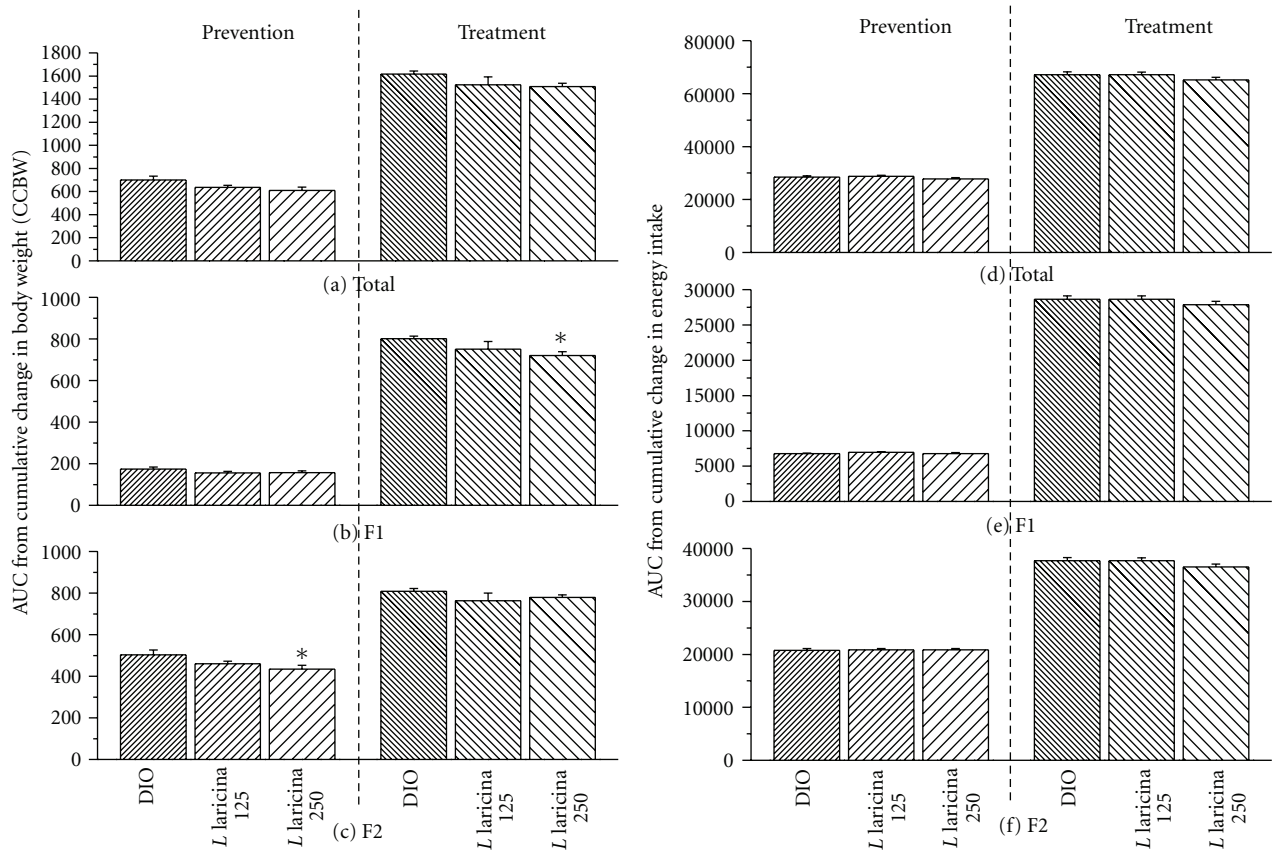 Prevention
Treatment
AUC from cumulative change in body weight (CCBW)
1800
1600
1400
1200
1000
800
600
400
200
0
(a) Total
1000
800
600
400
200
0
*
(b) F1
1000
800
600
400
200
0
*
DIO
L laricina
125
L laricina
250
DIO
L laricina
125
L laricina
250
(c) F2
Prevention
Treatment
AUC from cumulative change in energy intake
80000
60000
40000
20000
0
(d) Total
30000
25000
20000
15000
10000
5000
0
(e) F1
40000
30000
20000
10000
0
DIO
L laricina
125
L laricina
250
DIO
L laricina
125
L laricina
250
(f) F2